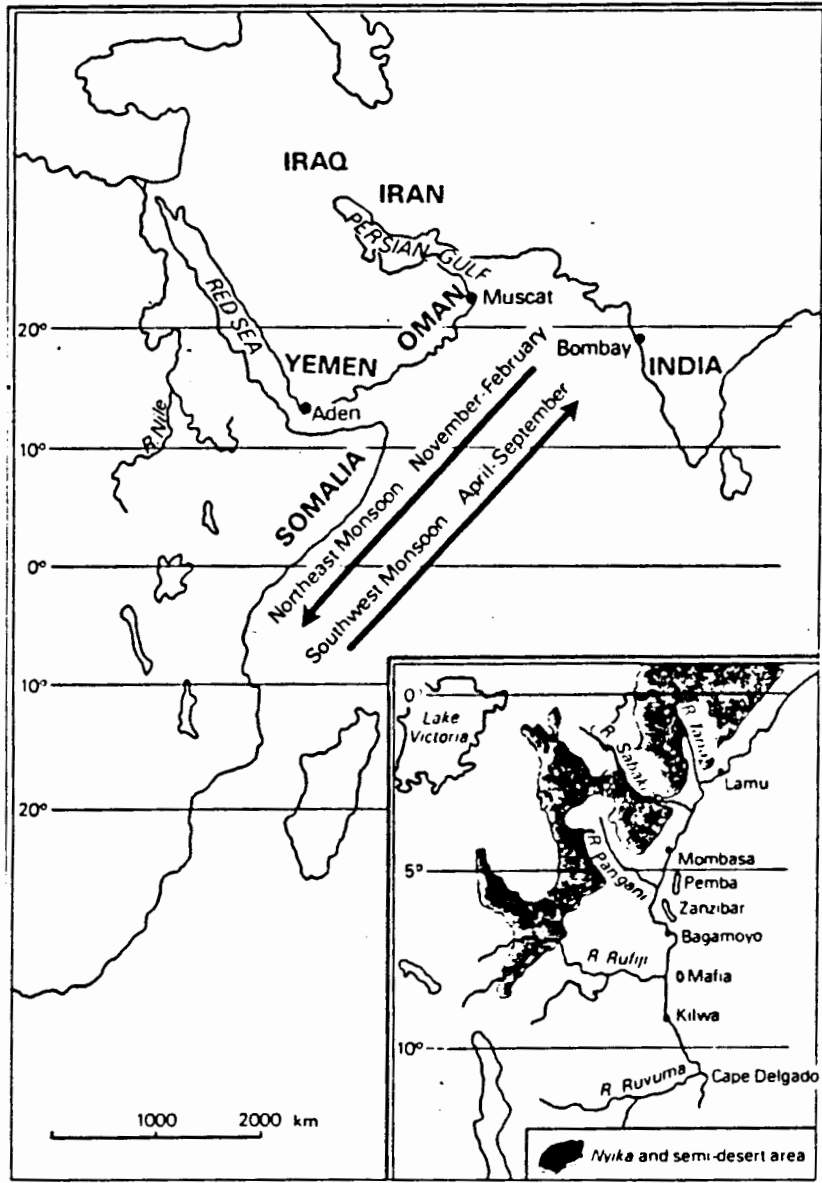 IRAQ
IRAN
PERSIAN GULF
RED SEA
OMAN
Muscat
20°
YEMEN
Bombay
INDIA
Aden
R. Nile
10°
SOMALIA
Northeast Monsoon November-February
Southwest Monsoon April-September
0°
10°
20°
1000 2000 km
0°
Lake
Victoria
R Tana
R Sabaki
Lamu
Mombasa
5°
R Pangani
Pemba
Zanzibar
Bagamoyo
R Rufiji
Mafia
Kilwa
10°
R Ruvuma
Cape Delgado
Nyika and semi-desert area